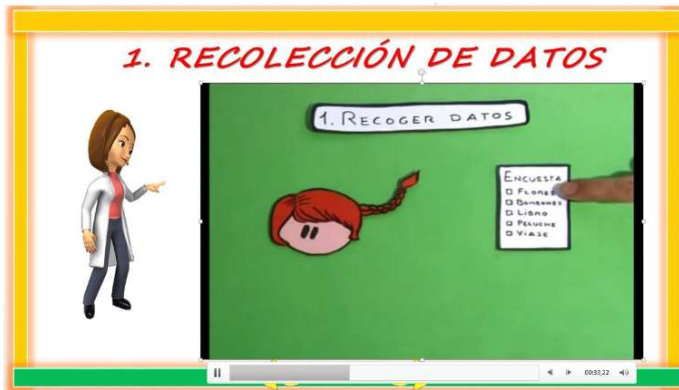 1. RECOLECCIÓN DE DATOS
1. RECOGER DATOS
ENCUESTA
FLORES
BOMBONES
LIBRO
PELUCHE
VIAJE
00:33,22